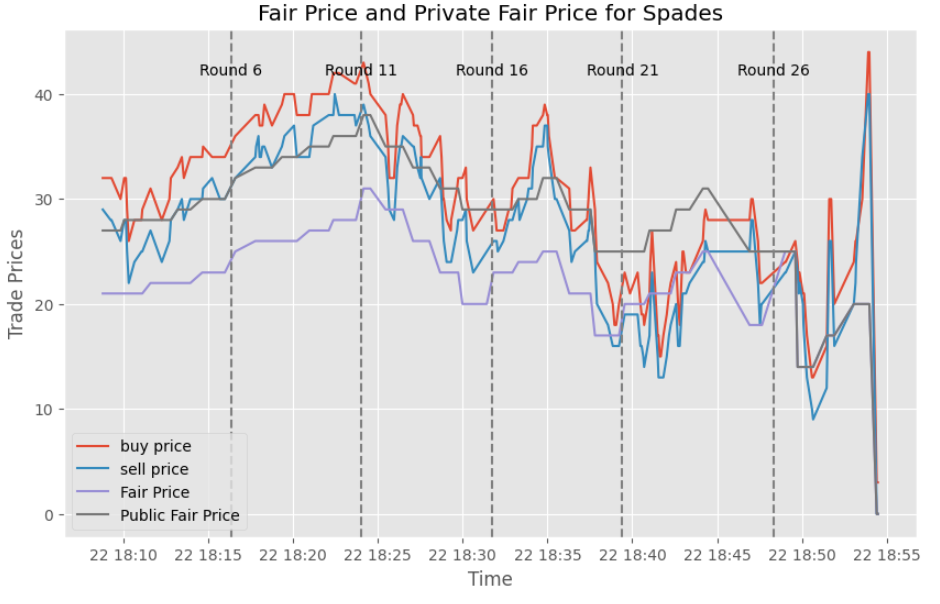 Fair Price and Private Fair Price for Spades
Round 6
Round 11
Round 16
Round 21
Round 26
40
30
20
10
0
Trade Prices
buy price
sell price
Fair Price
Public Fair Price
22 18:10
22 18:15
22 18:20
22 18:25
22 18:30
22 18:35
22 18:40
22 18:45
22 18:50
22 18:55
Time